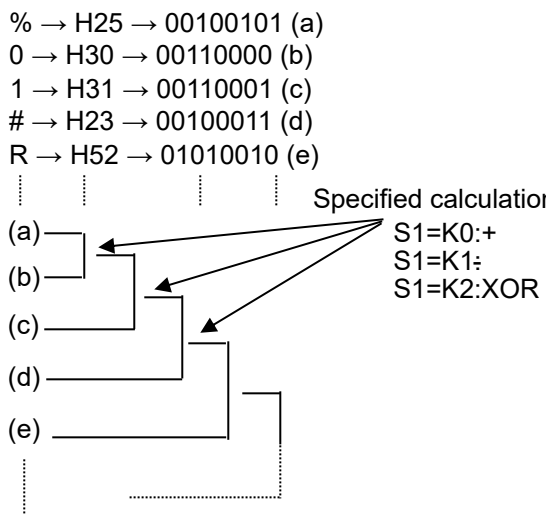 % → H25 → 00100101 (a)
0 → H30 → 00110000 (b)
1 → H31 → 00110001 (c)
# → H23 → 00100011 (d)
R → H52 → 01010010 (e)
Specified calculation
S1=K0:+
(a)
S1=K1:-
S1=K2:XOR
(b)
(c)
(d)
(e)